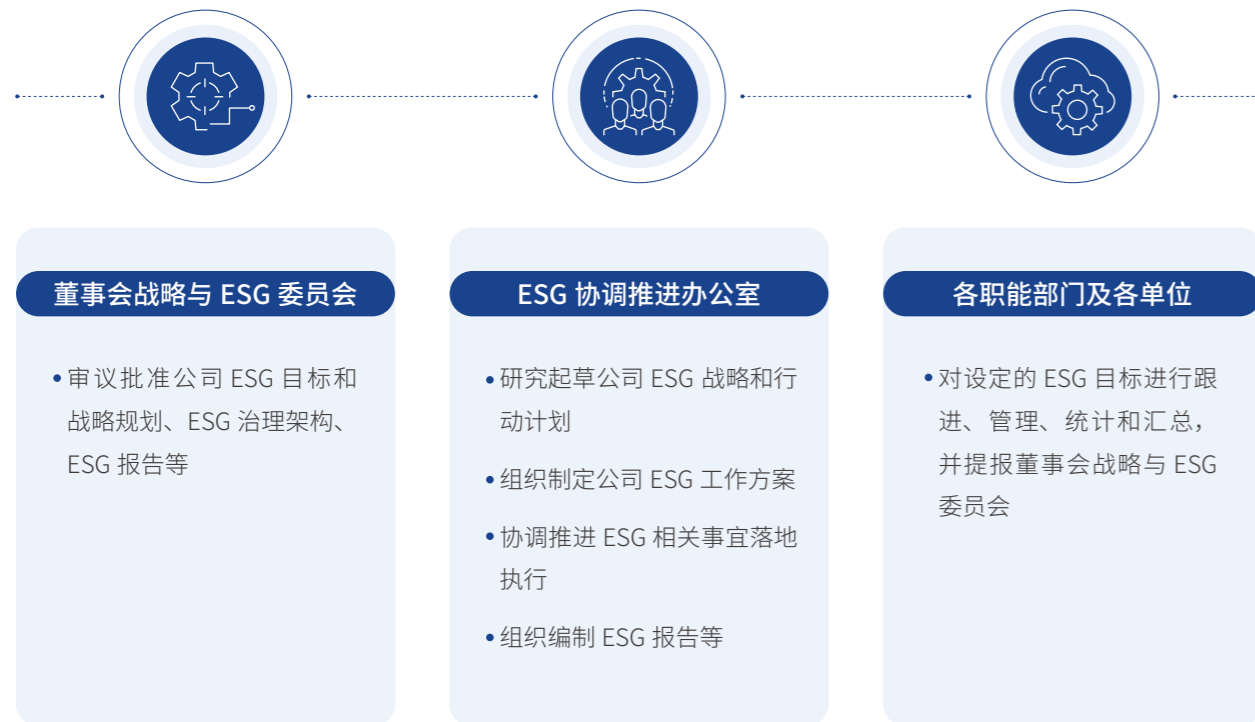 董事会战略与 ESG 委员会
•审议批准公司 ESG 目标和
战略规划、ESG 治理架构、
ESG 报告等
ESG 协调推进办公室
•研究起草公司 ESG 战略和行
动计划
•组织制定公司 ESG 工作方案
•协调推进 ESG 相关事宜落地
执行
•组织编制 ESG 报告等
各职能部门及各单位
•对设定的 ESG 目标进行跟
进、管理、统计和汇总，
并提报董事会战略与 ESG
委员会